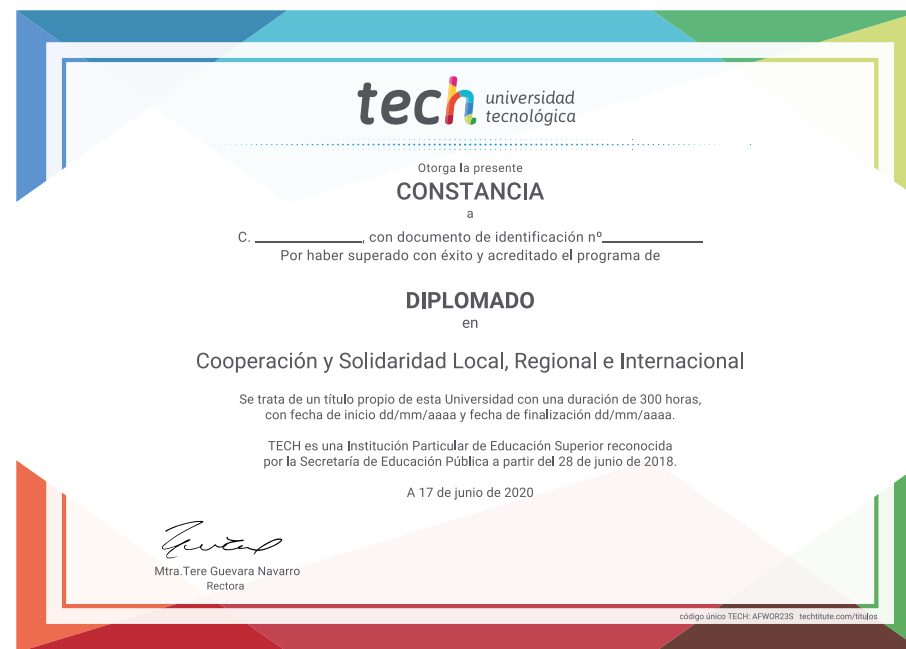 tech universidad
tecnológica
Otorga la presente
CONSTANCIA
a
C. ______________, con documento de identificación nº_____________
Por haber superado con éxito y acreditado el programa de
DIPLOMADO
en
Cooperación y Solidaridad Local, Regional e Internacional
Se trata de un título propio de esta Universidad con una duración de 300 horas,
con fecha de inicio dd/mm/aaaa y fecha de finalización dd/mm/aaaa.
TECH es una Institución Particular de Educación Superior reconocida
por la Secretaría de Educación Pública a partir del 28 de junio de 2018.
A 17 de junio de 2020
Mtra.Tere Guevara Navarro
Rectora
código único TECH: AFWOR23S techtitute.com/titulos